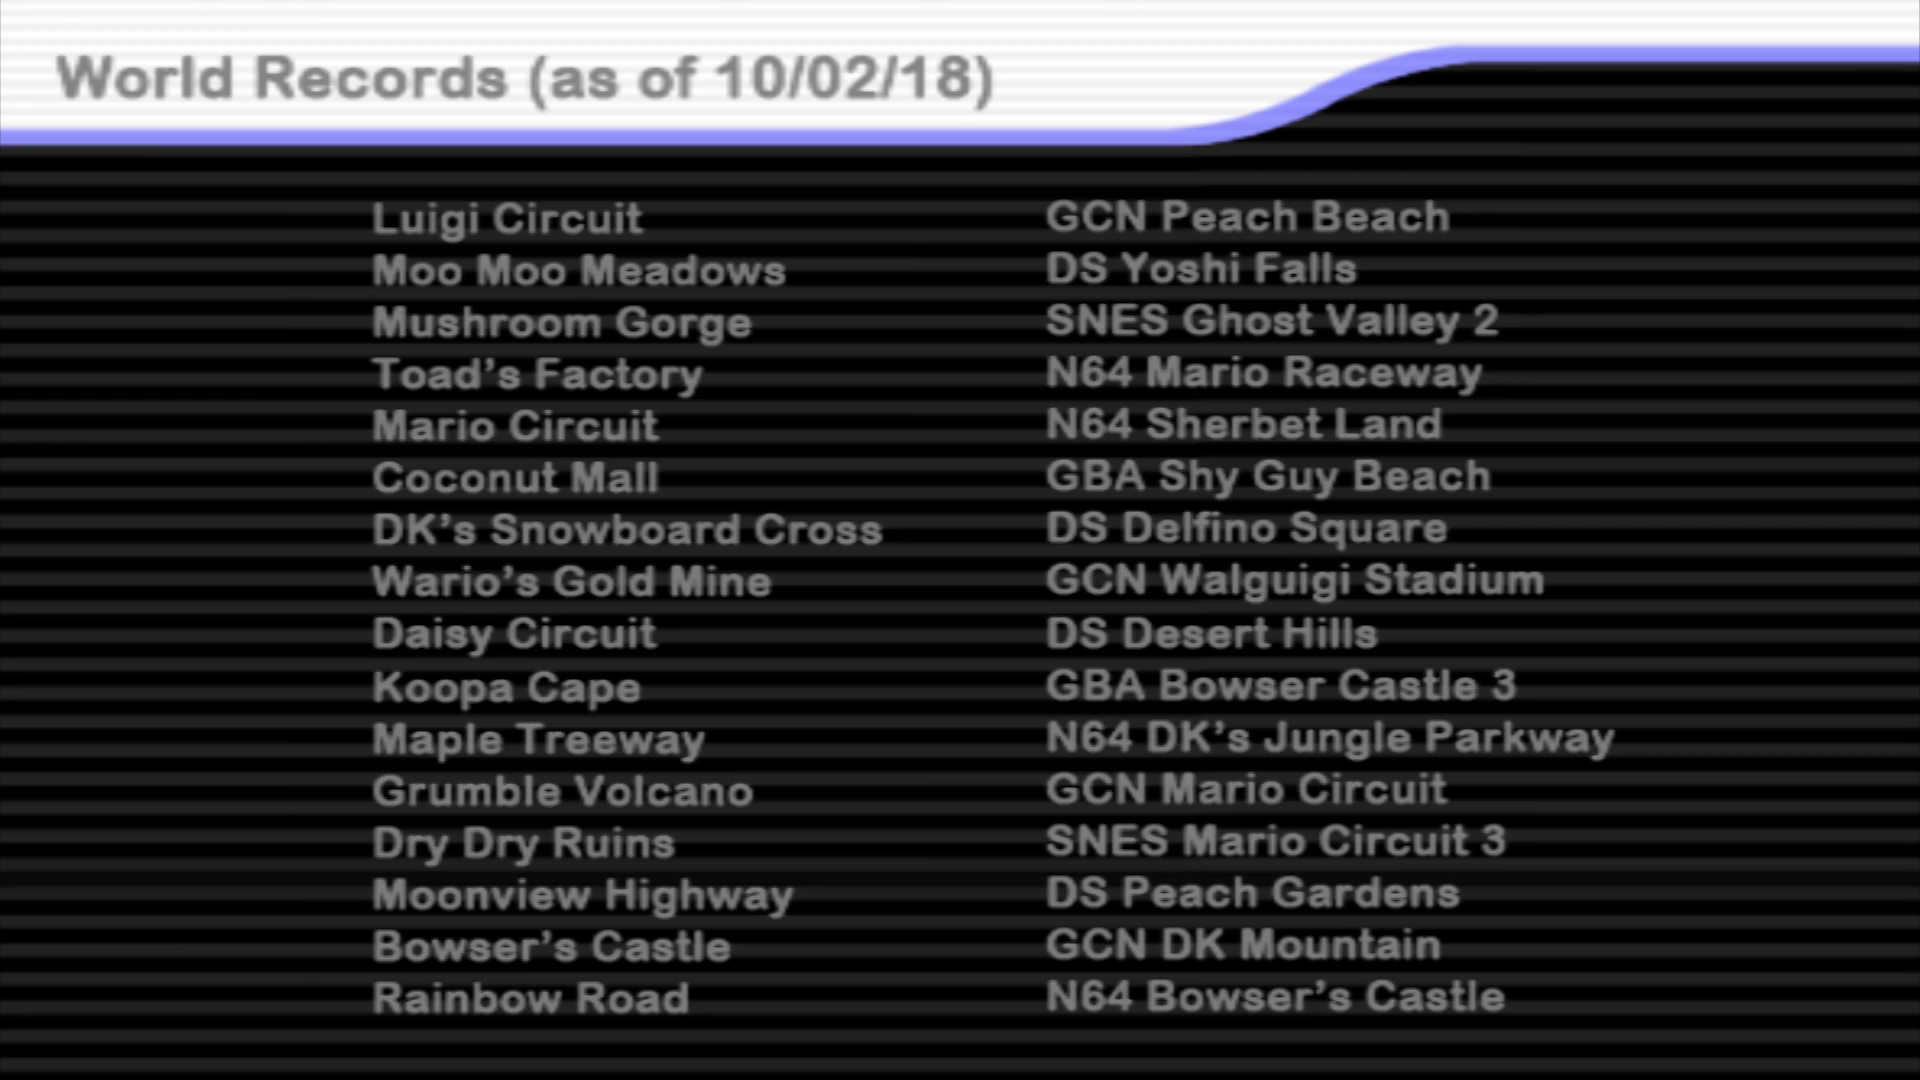 World Records (as of 10/02/18)
Luigi Circuit
Moo Moo Meadows
Mushroom Gorge
Toad’s Factory
Mario Circuit
Coconut Mall
DK’s Snowboard Cross
Wario’s Gold Mine
Daisy Circuit
Koopa Cape
Maple Treeway
Grumble Volcano
Dry Dry Ruins
Moonview Highway
Bowser’s Castle
Rainbow Road
GCN Peach Beach
DS Yoshi Falls
SNES Ghost Valley 2
N64 Mario Raceway
N64 Sherbet Land
GBA Shy Guy Beach
DS Delfino Square
GCN Walguigi Stadium
DS Desert Hills
GBA Bowser Castle 3
N64 DK’s Jungle Parkway
GCN Mario Circuit
SNES Mario Circuit 3
DS Peach Gardens
GCN DK Mountain
N64 Bowser’s Castle